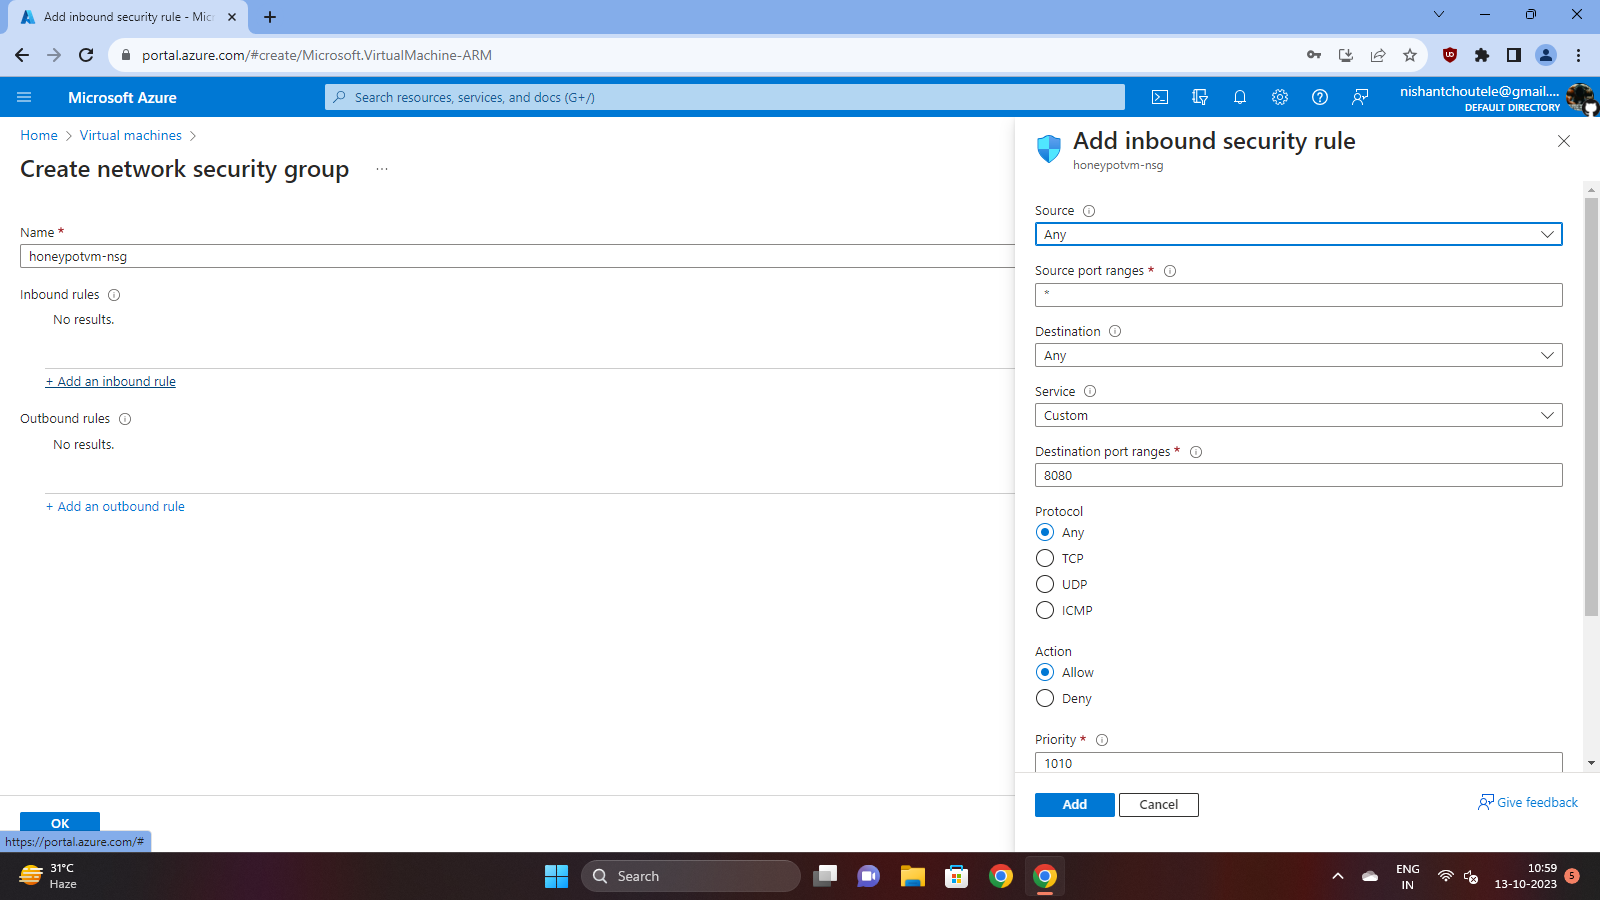 Add inbound security rule - Mic
portal.azure.com/#create/Microsoft.VirtualMachine-ARM
Microsoft Azure
Search resources, services, and docs (G+/)
nishantchoutele@gmail....
DEFAULT DIRECTORY
Home > Virtual machines >
Create network security group ...
Name *
honeypotvm-nsg
Inbound rules
No results.
+ Add an inbound rule
Outbound rules
No results.
+ Add an outbound rule
OK
https://portal.azure.com/#
Add inbound security rule
honeypotvm-nsg
Source
Any
Source port ranges *
*
Destination
Any
Service
Custom
Destination port ranges *
8080
Protocol
Any
TCP
UDP
ICMP
Action
Allow
Deny
Priority *
1010
Add
Cancel
Give feedback
31°C
Haze
Search
ENG
IN
10:59
13-10-2023
5